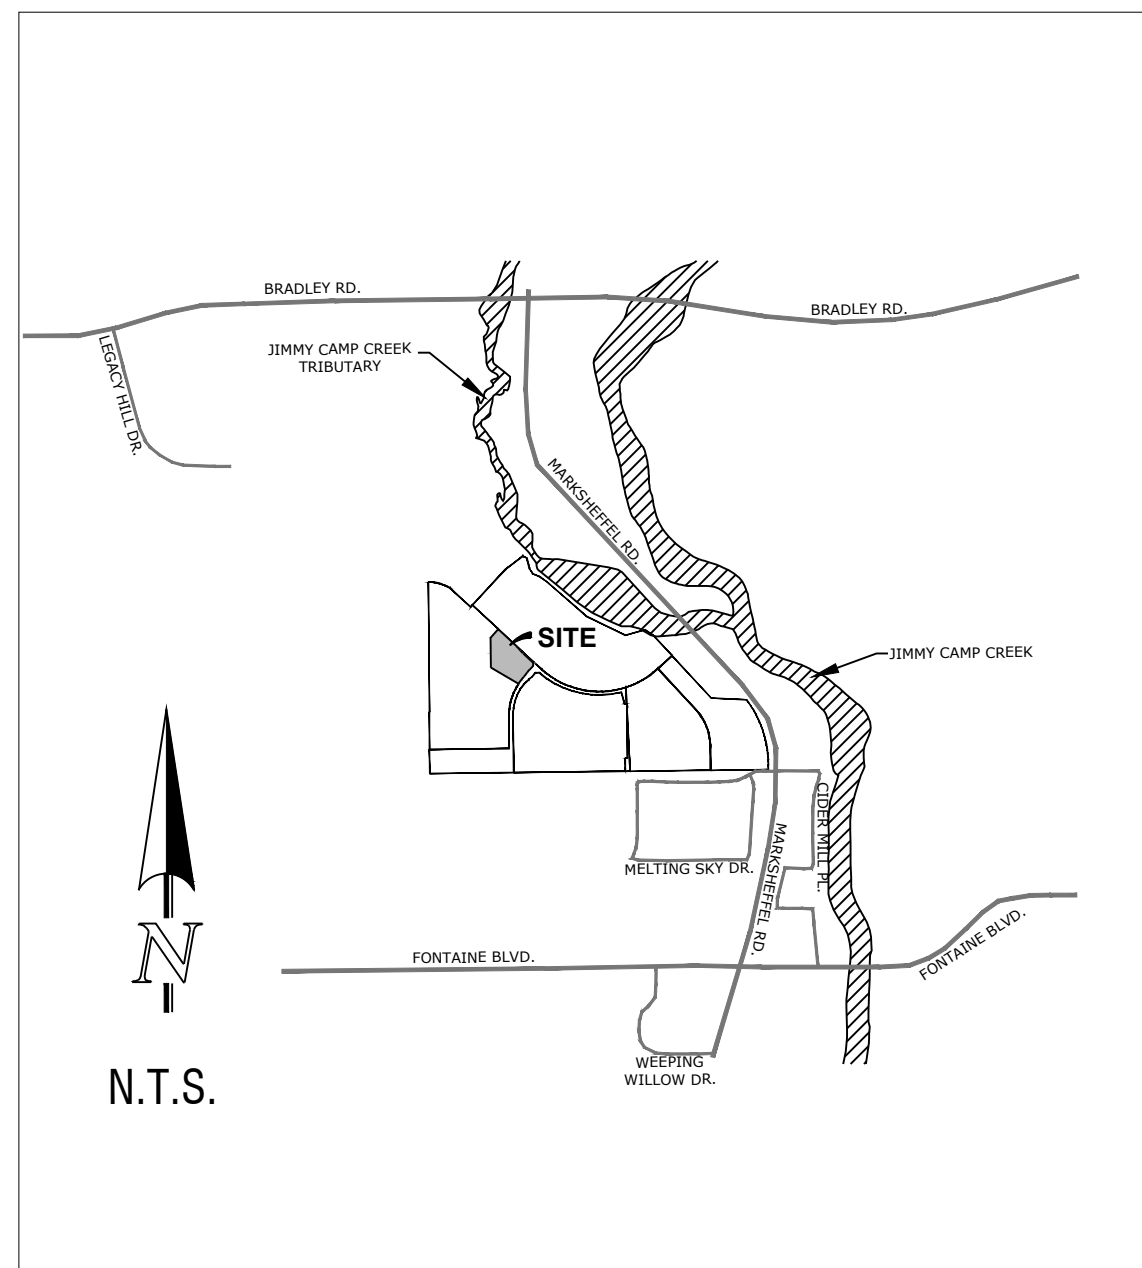 BRADLEY RD.
BRADLEY RD.
JIMMY CAMP CREEK
TRIBUTARY
LEGACY HILL DR.
MARKSHEFFEL RD.
SITE
JIMMY CAMP CREEK
CIDER MILL PL.
MELTING SKY DR.
MARKSHEFFEL RD.
FONTAINE BLVD.
FONTAINE BLVD.
N
WEEPING
WILLOW DR.
N.T.S.